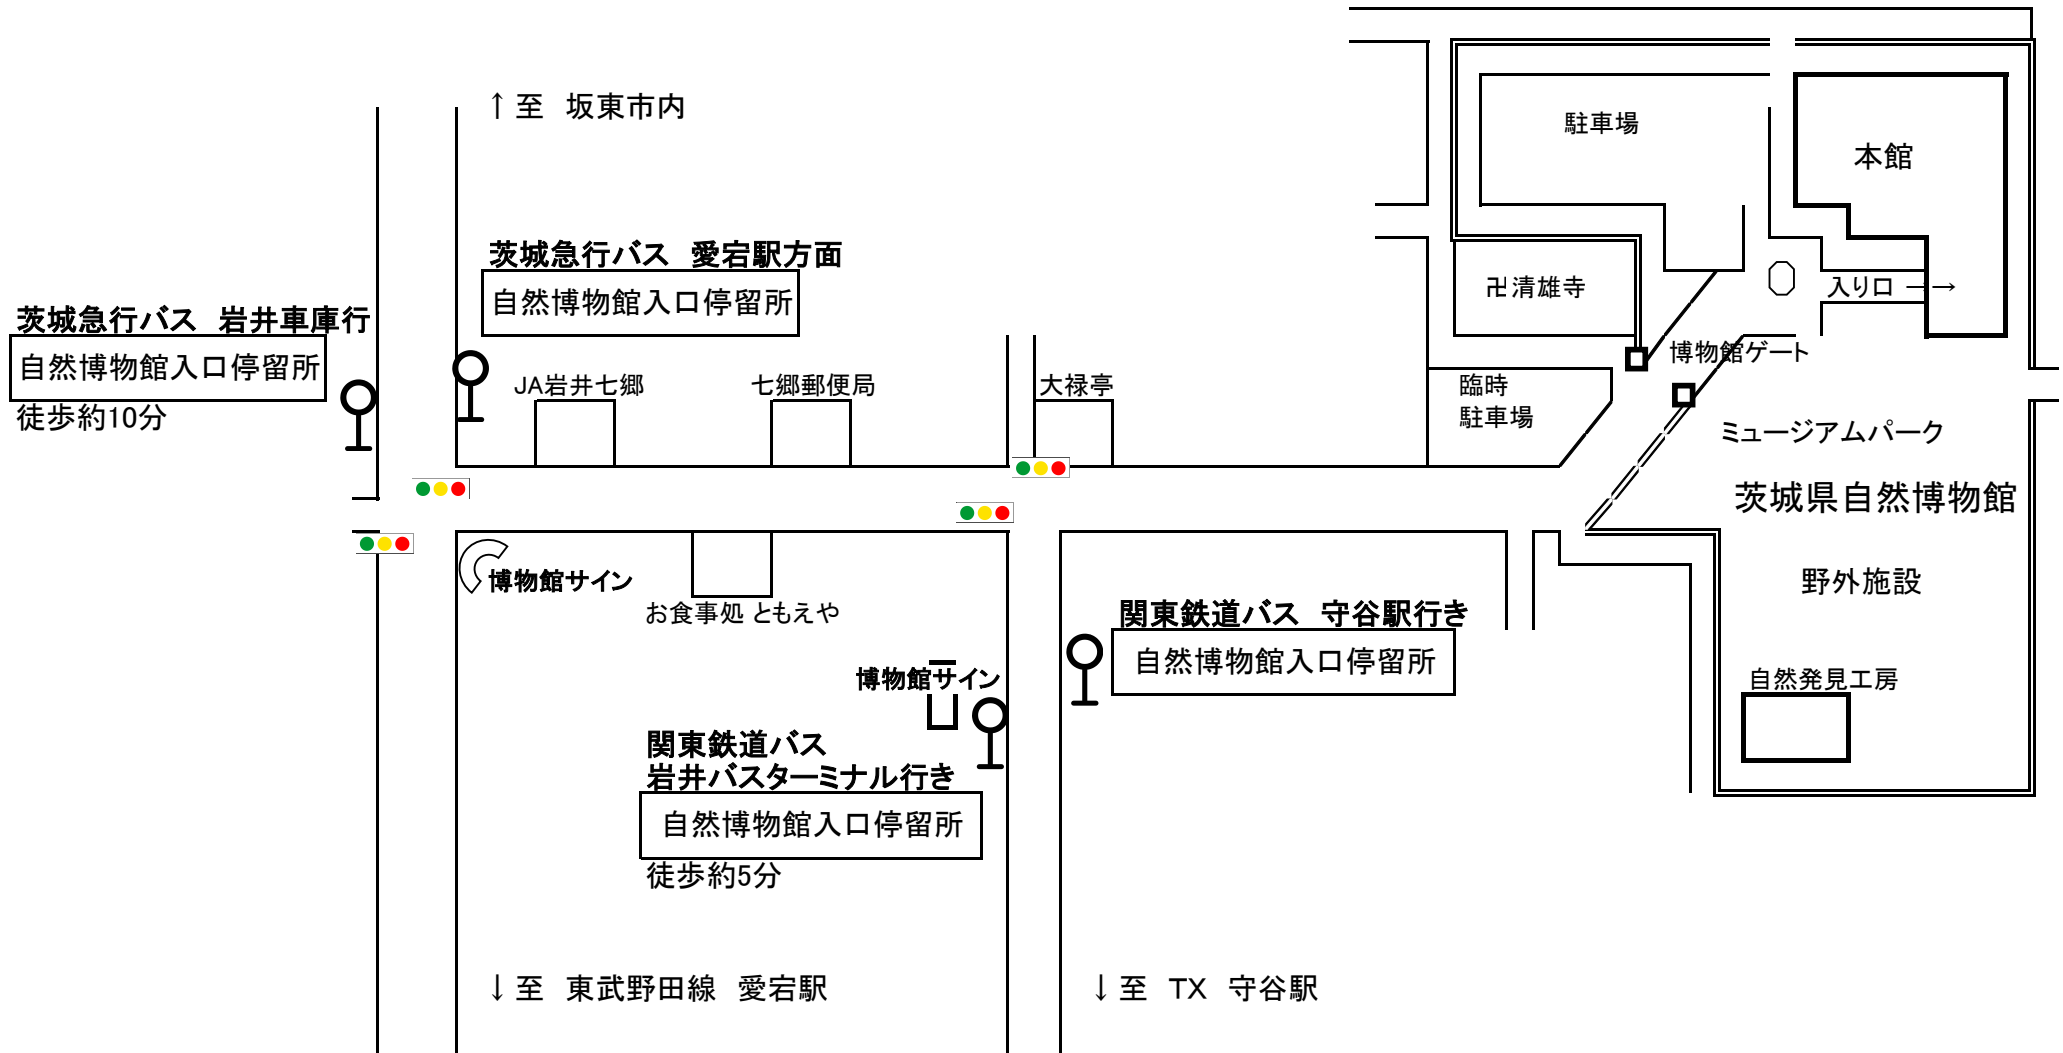 ↑至　坂東市内
駐車場
本館
茨城急行バス　愛宕駅方面
自然博物館入口停留所
卍清雄寺
入り口 →→
茨城急行バス　岩井車庫行
自然博物館入口停留所
徒歩約10分
博物館ゲート
JA岩井七郷
七郷郵便局
大禄亭
臨時
駐車場
ミュージアムパーク
茨城県自然博物館
野外施設
博物館サイン
お食事処 ともえや
関東鉄道バス　守谷駅行き
自然博物館入口停留所
博物館サイン
自然発見工房
関東鉄道バス
岩井バスターミナル行き
自然博物館入口停留所
徒歩約5分
↓至　東武野田線　愛宕駅
↓至　TX　守谷駅